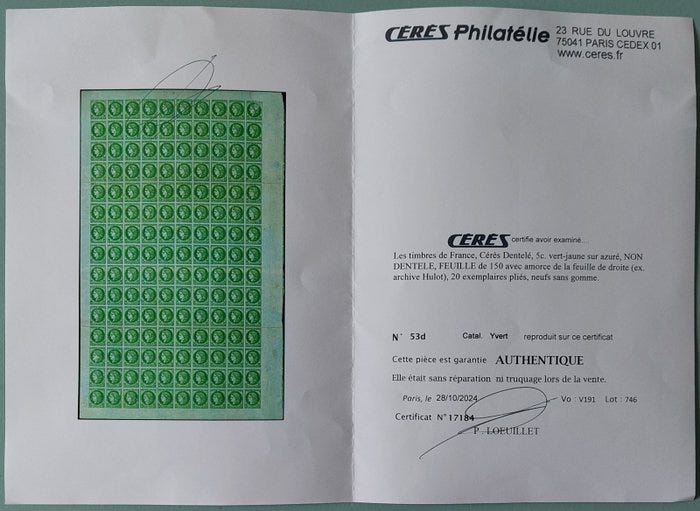 CÉRÈS Philatélie
23 RUE DU LOUVRE
75041 PARIS CEDEX 01
www.ceres.fr
CÉRÈS certifie avoir examiné...
Les timbres de France, Cérès Dentelé, 5c. vert-jaune sur azuré, NON
DENTELE, FEUILLE de 150 avec amorce de la feuille de droite (ex.
archive Hulot), 20 exemplaires pliés, neufs sans gomme.
N° 53d Catal. Yvert reproduit sur ce certificat
Cette pièce est garantie AUTHENTIQUE
Elle était sans réparation ni truquage lors de la vente.
Paris, le 28/10/2024 Vo : V191 Lot : 746
Certificat N°17184
P. LOEUILLET